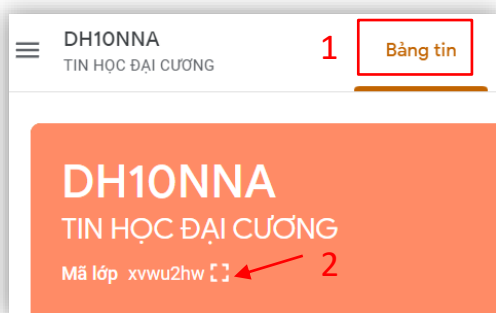 DH10NNA
TIN HỌC ĐẠI CƯƠNG
1
Bảng tin
DH10NNA
TIN HỌC ĐẠI CƯƠNG
Mã lớp xvwu2hw
2